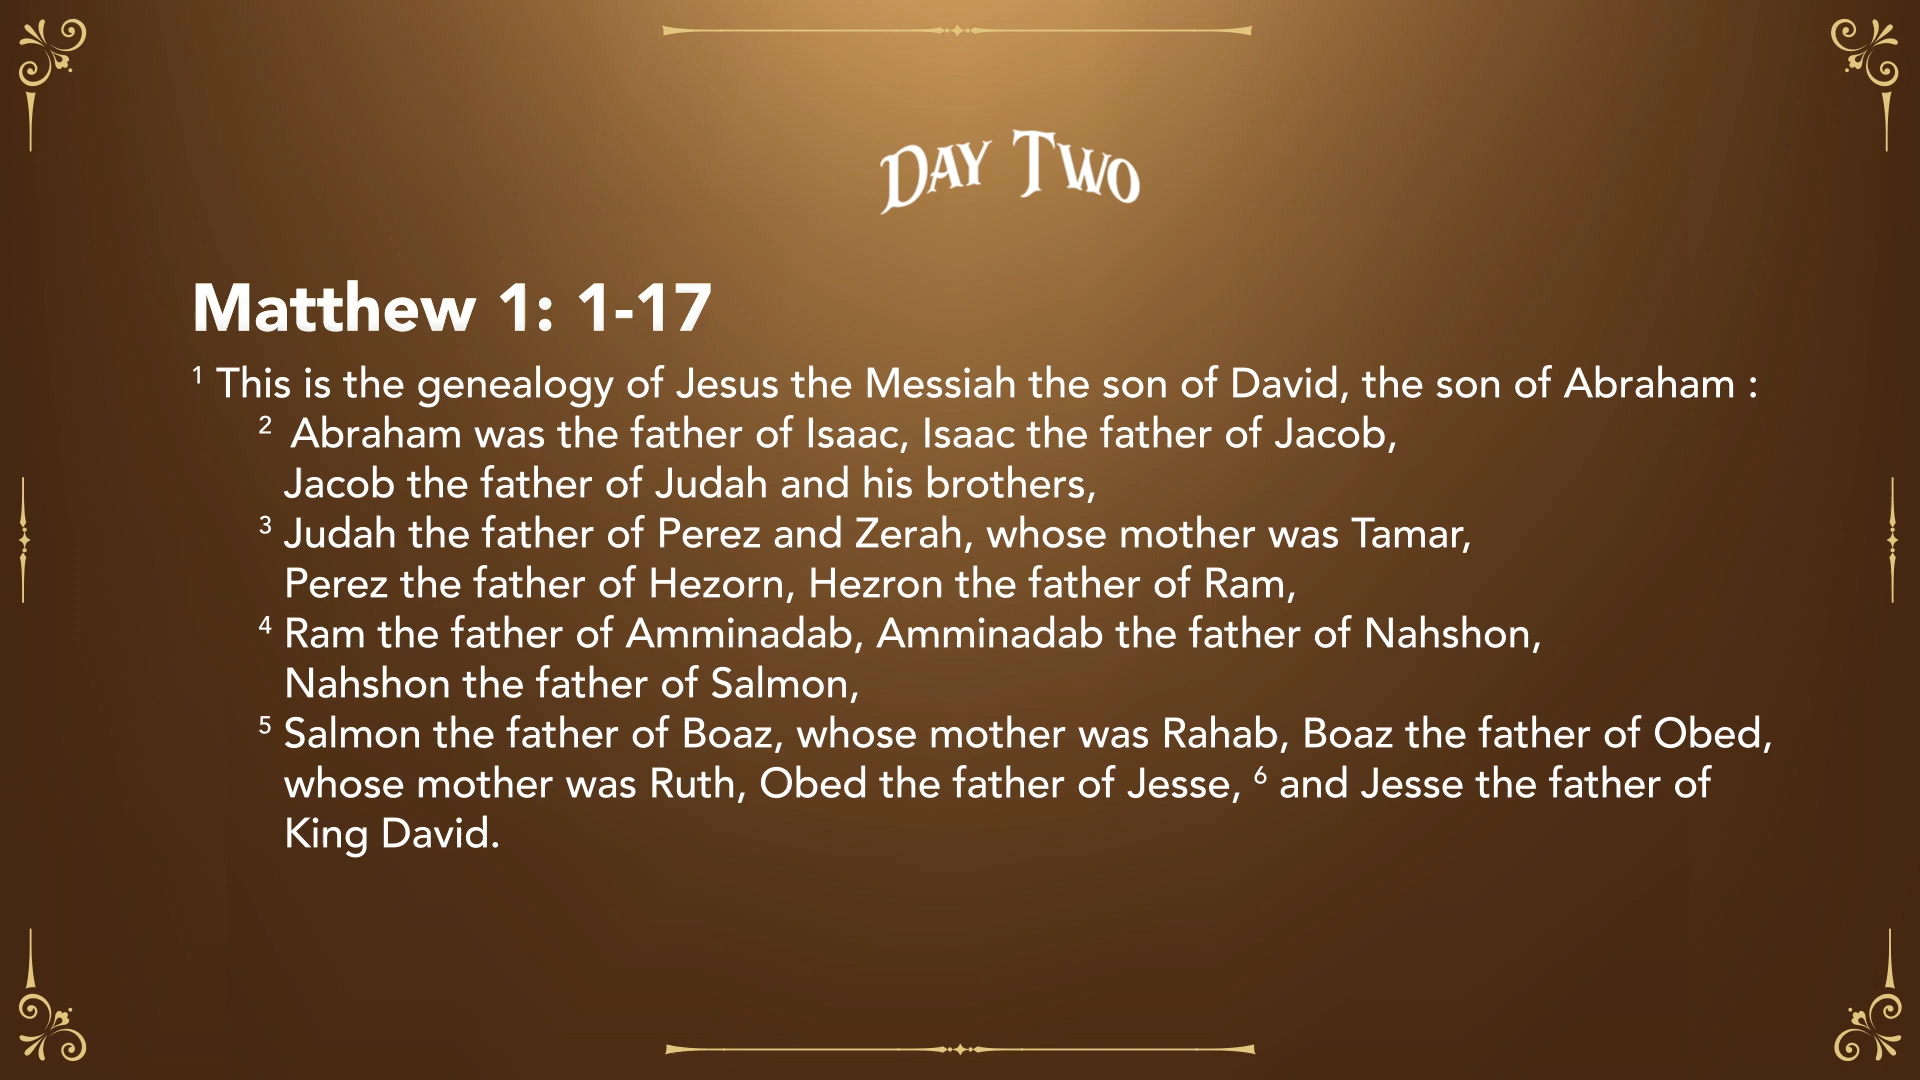 Day Two
Matthew 1: 1-17
1 This is the genealogy of Jesus the Messiah the son of David, the son of Abraham :
2 Abraham was the father of Isaac, Isaac the father of Jacob,
Jacob the father of Judah and his brothers,
3 Judah the father of Perez and Zerah, whose mother was Tamar,
Perez the father of Hezorn, Hezron the father of Ram,
4 Ram the father of Amminadab, Amminadab the father of Nahshon,
Nahshon the father of Salmon,
5 Salmon the father of Boaz, whose mother was Rahab, Boaz the father of Obed,
whose mother was Ruth, Obed the father of Jesse, 6 and Jesse the father of
King David.